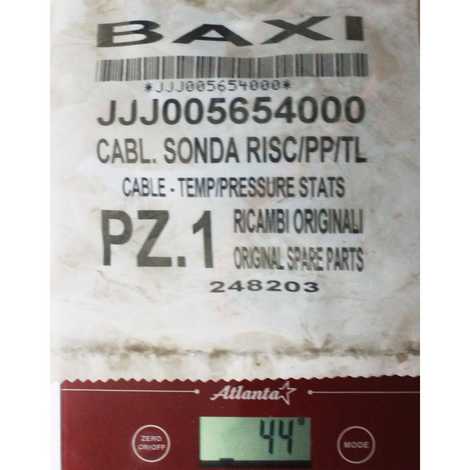 BAXI
*JJJ005654000*
JJJ005654000
CABL. SONDA RISC/PP/TL
CABLE - TEMP/PRESSURE STATS
PZ.1
RICAMBI ORIGINALI
ORIGINAL SPARE PARTS
248203
Atlanta
ZERO
ON/OFF
44
MODE